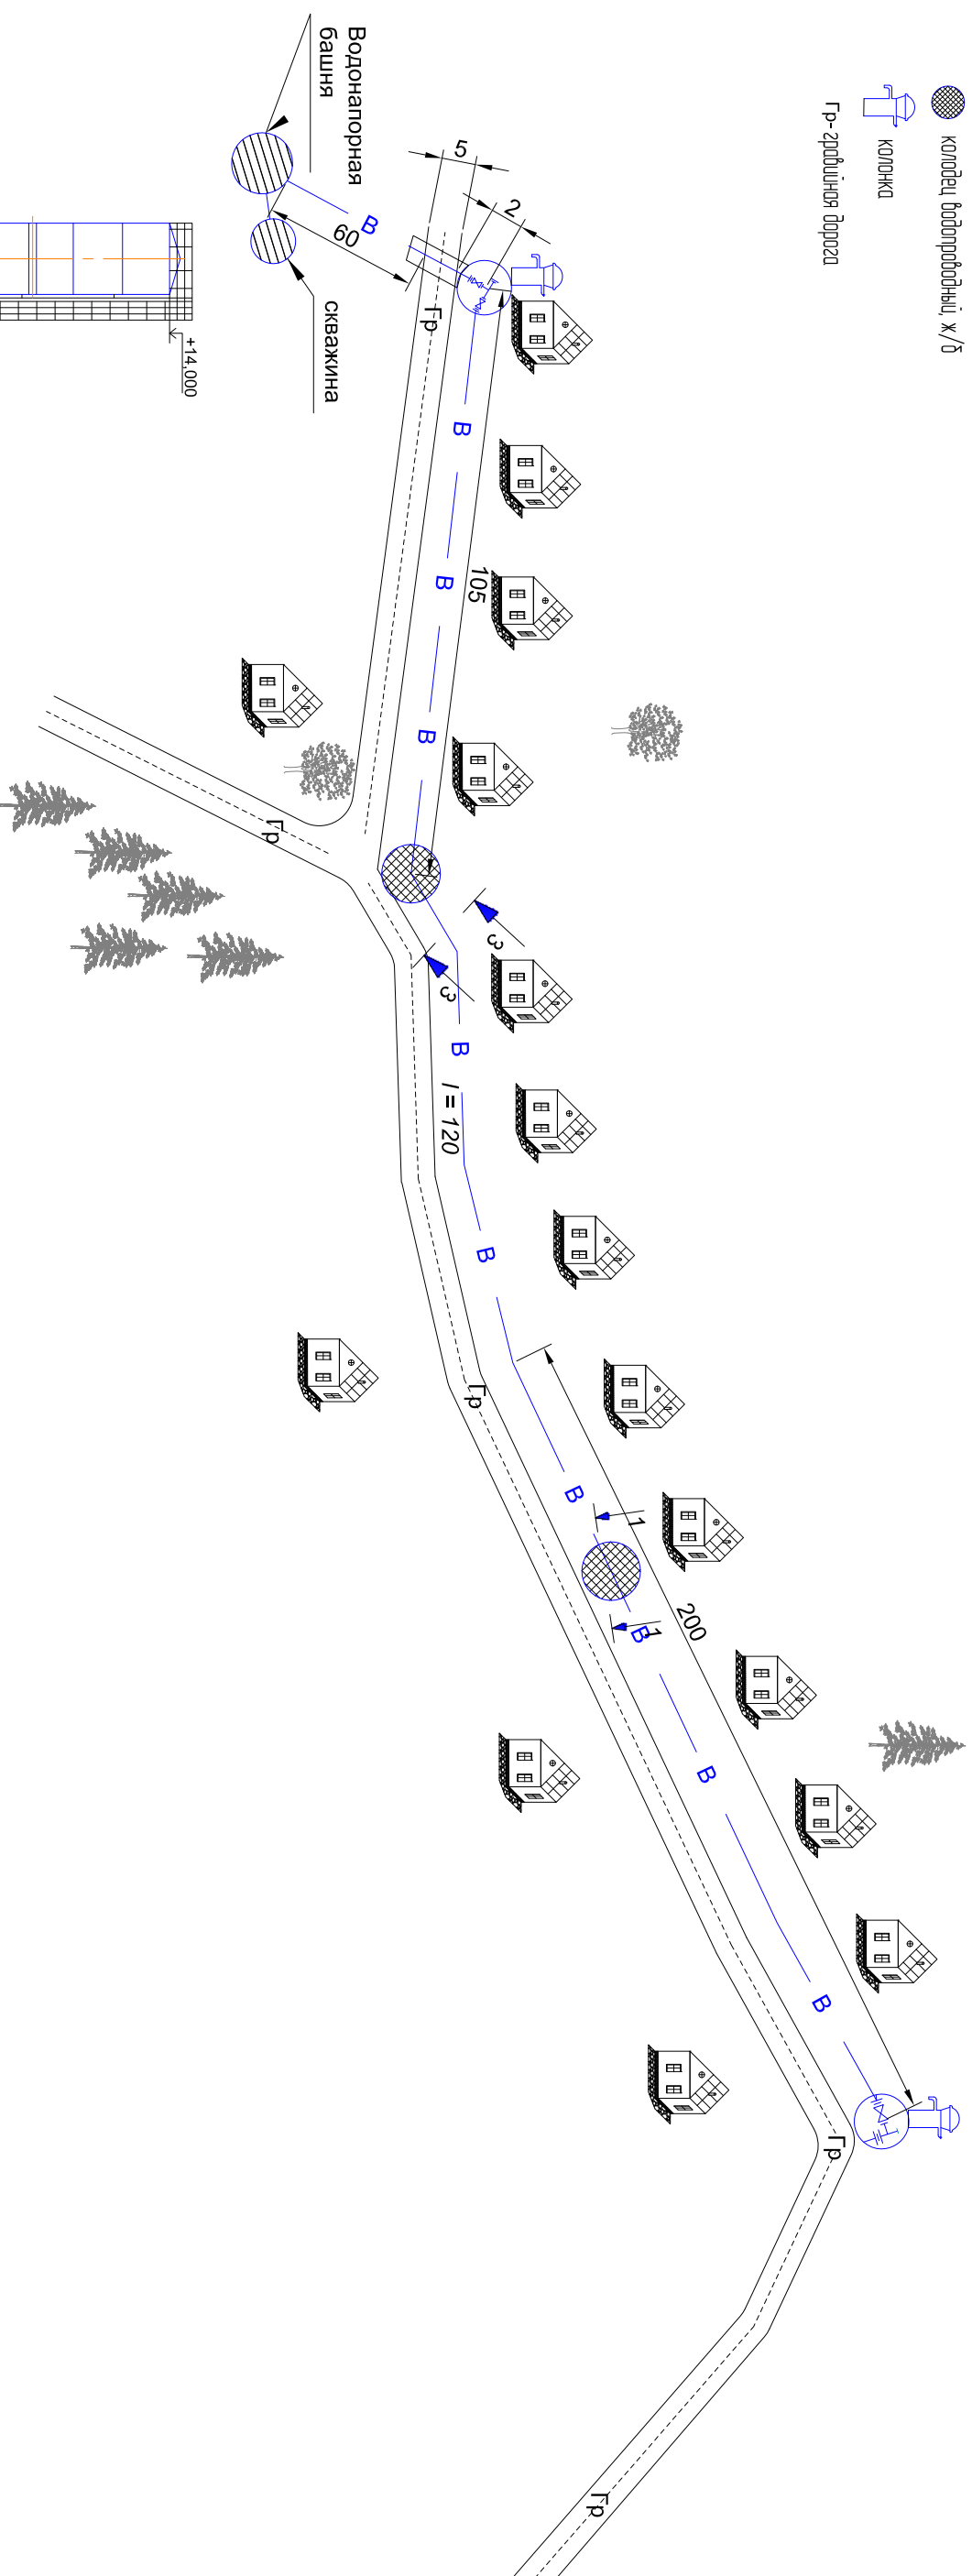 колодец водопроводный, ж/б
колонка
Гр-гравийная дорога
Водонапорная
башня
скважина
+14,000
В
60
5
2
Гр
В
105
В
В
Гр
3
3
В
l = 120
В
Гр
В
1
1
200
В
В
В
Гр
Гр